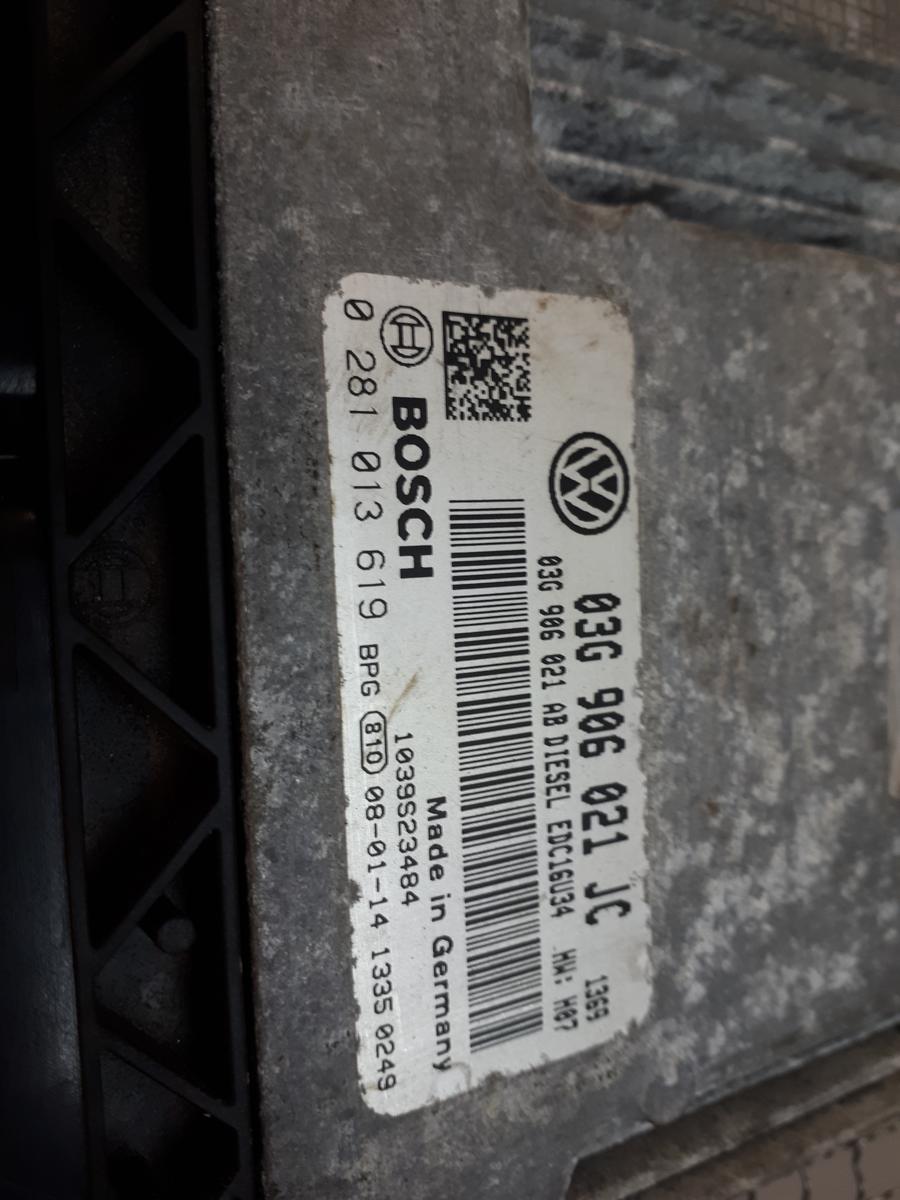 03G 906 021 JC 1369
03G 906 021 AB DIESEL EDC16U34 HW: H07
Made in Germany
BOSCH 1039S23484
0 281 013 619 BPG 810 08-01-14 1335 0249